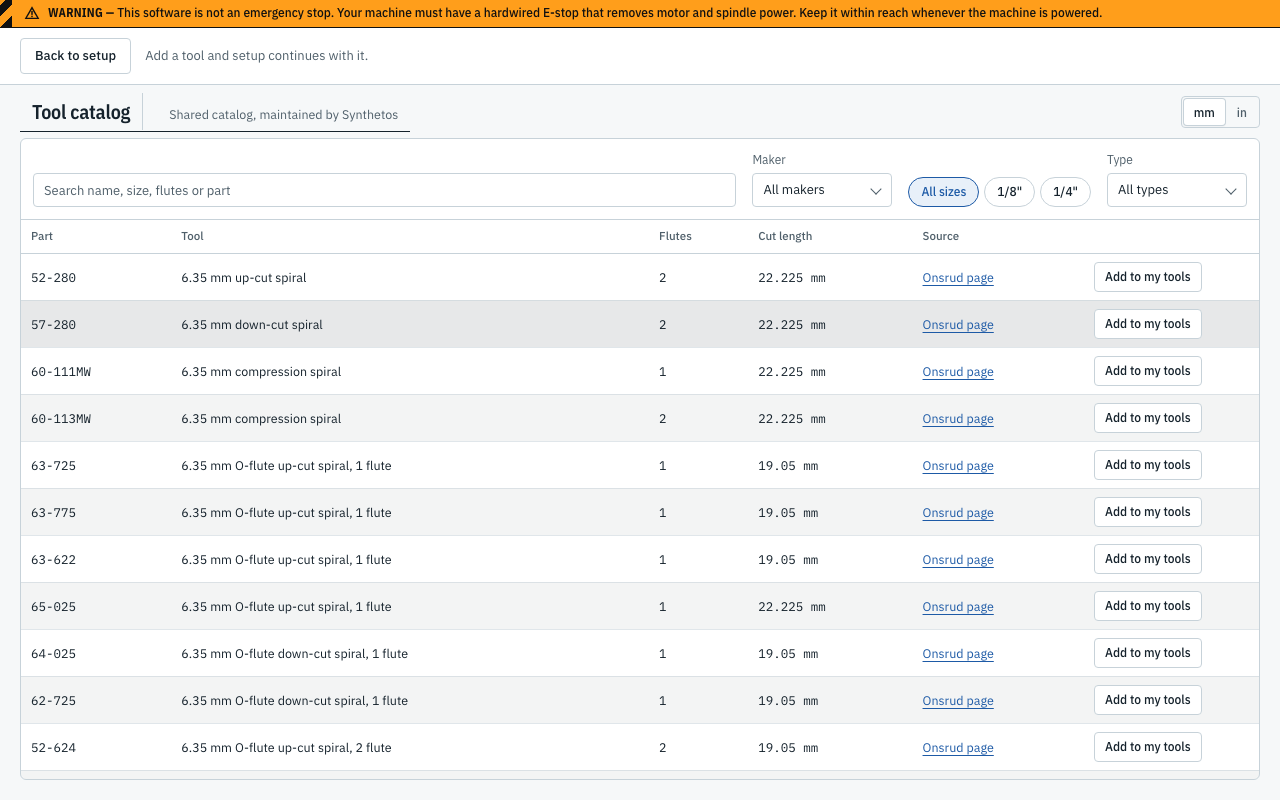 WARNING — This software is not an emergency stop. Your machine must have a hardwired E-stop that removes motor and spindle power. Keep it within reach whenever the machine is powered.
Back to setup Add a tool and setup continues with it.
Tool catalog Shared catalog, maintained by Synthetos mm in
Maker Type
Search name, size, flutes or part All makers All sizes 1/8" 1/4" All types
Part Tool Flutes Cut length Source
52-280 6.35 mm up-cut spiral 2 22.225 mm Onsrud page Add to my tools
57-280 6.35 mm down-cut spiral 2 22.225 mm Onsrud page Add to my tools
60-111MW 6.35 mm compression spiral 1 22.225 mm Onsrud page Add to my tools
60-113MW 6.35 mm compression spiral 2 22.225 mm Onsrud page Add to my tools
63-725 6.35 mm O-flute up-cut spiral, 1 flute 1 19.05 mm Onsrud page Add to my tools
63-775 6.35 mm O-flute up-cut spiral, 1 flute 1 19.05 mm Onsrud page Add to my tools
63-622 6.35 mm O-flute up-cut spiral, 1 flute 1 19.05 mm Onsrud page Add to my tools
65-025 6.35 mm O-flute up-cut spiral, 1 flute 1 22.225 mm Onsrud page Add to my tools
64-025 6.35 mm O-flute down-cut spiral, 1 flute 1 19.05 mm Onsrud page Add to my tools
62-725 6.35 mm O-flute down-cut spiral, 1 flute 1 19.05 mm Onsrud page Add to my tools
52-624 6.35 mm O-flute up-cut spiral, 2 flute 2 19.05 mm Onsrud page Add to my tools